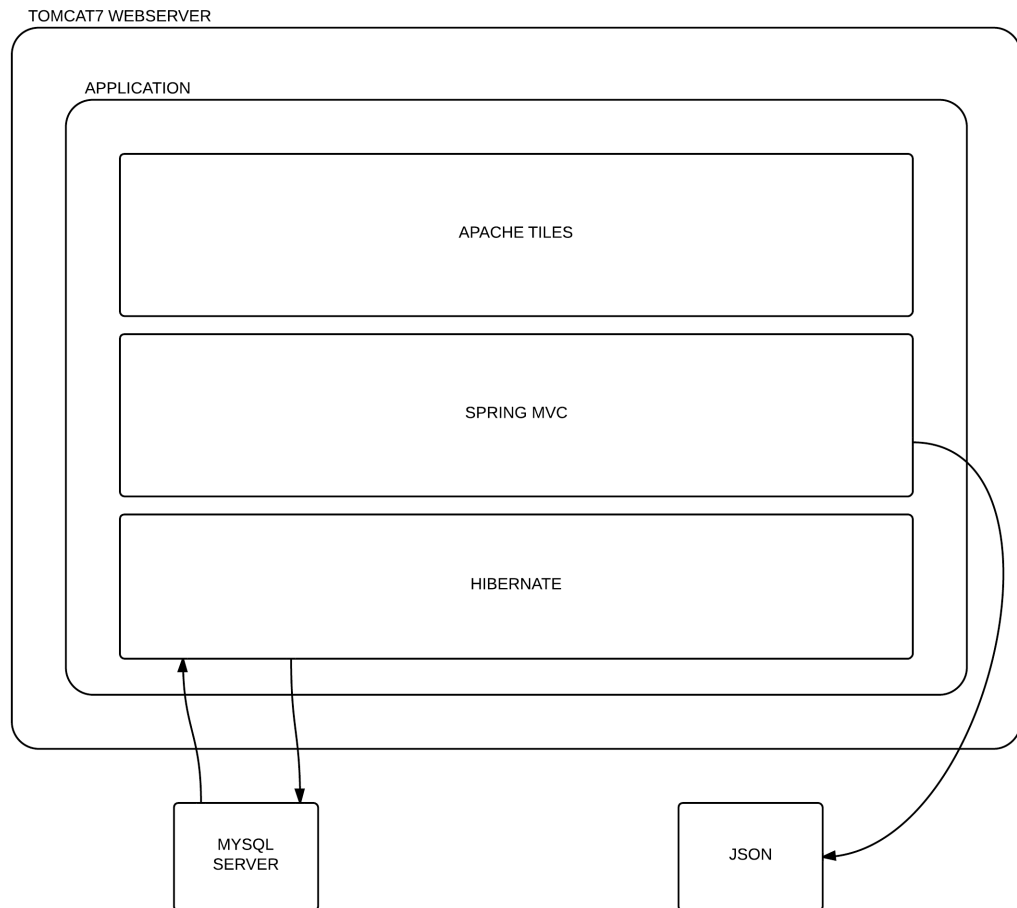 TOMCAT7 WEBSERVER
APPLICATION
APACHE TILES
SPRING MVC
HIBERNATE
MYSQL
SERVER
JSON